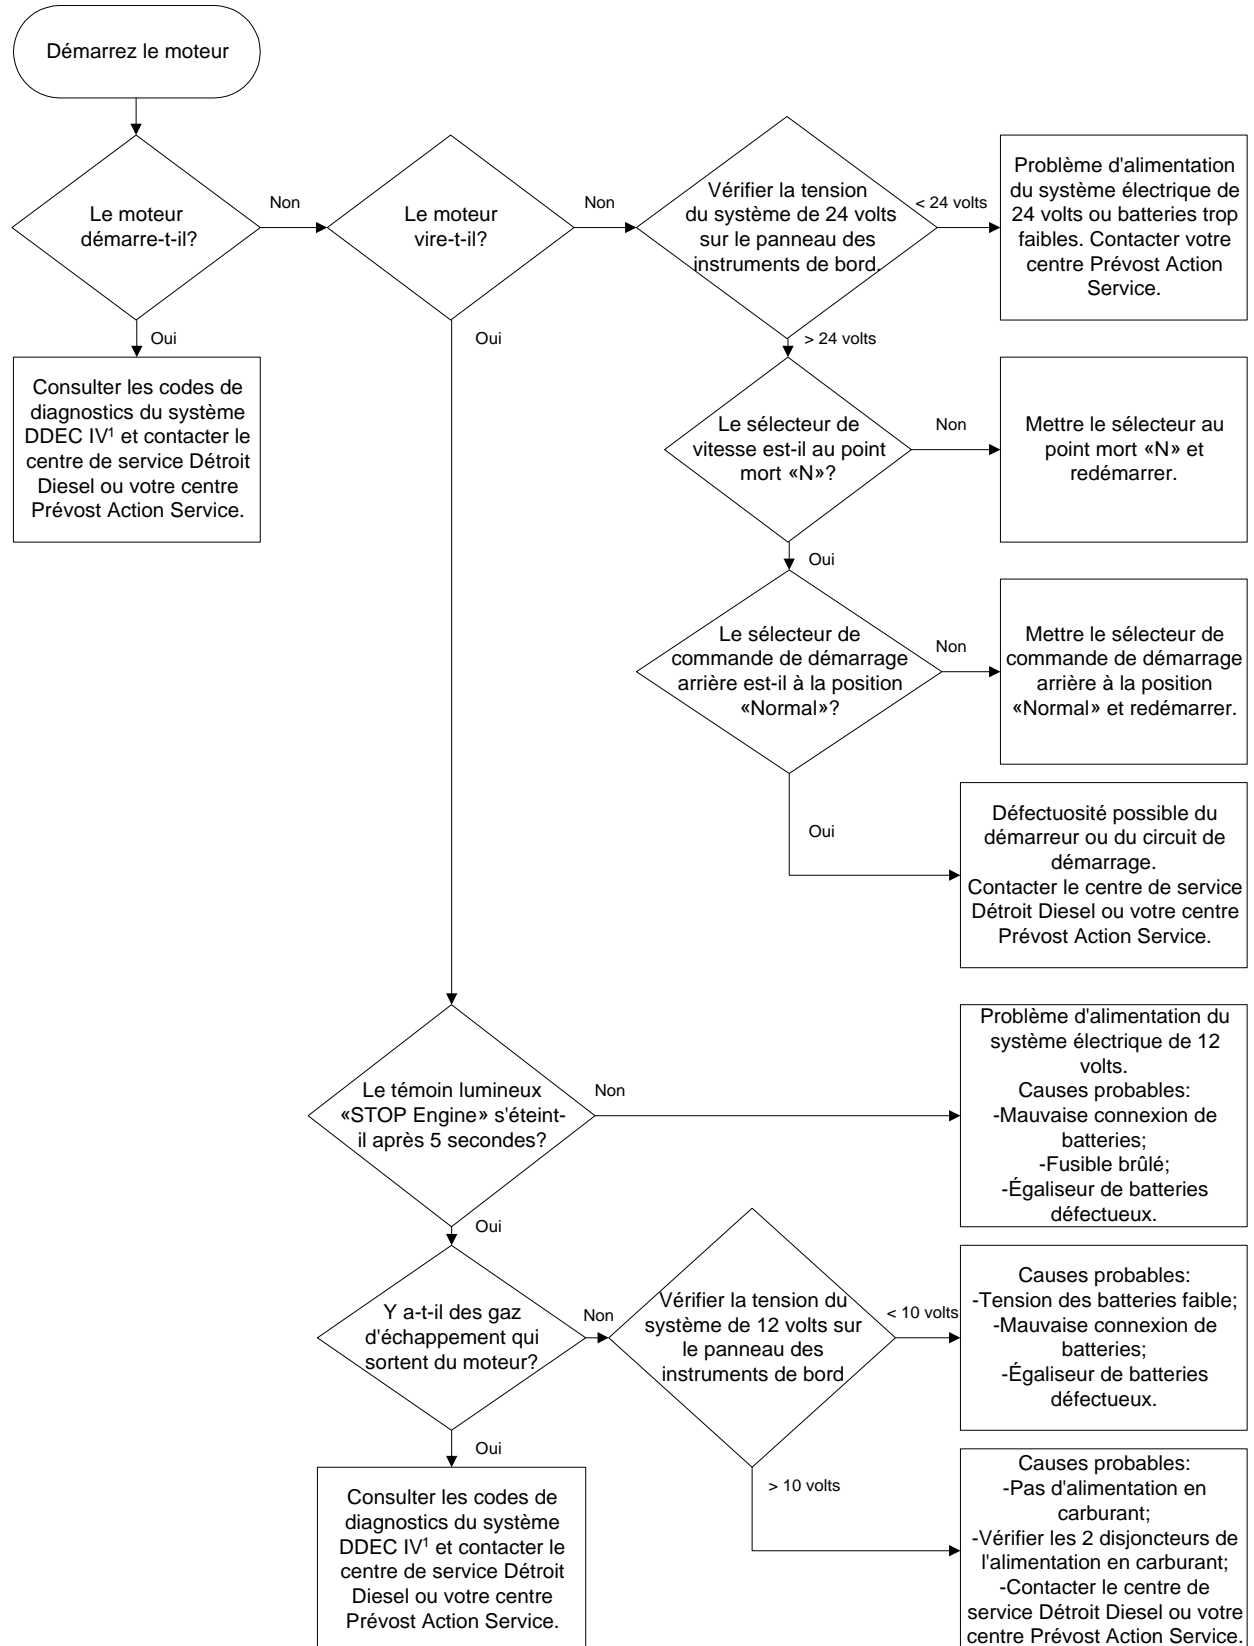 Démarrez le moteur
Le moteur
démarre-t-il?
Non
Le moteur
vire-t-il?
Non
Vérifier la tension
du système de 24 volts
sur le panneau des
instruments de bord.
< 24 volts
Problème d'alimentation
du système électrique de
24 volts ou batteries trop
faibles. Contacter votre
centre Prévost Action
Service.
Oui
Oui
> 24 volts
Consulter les codes de
diagnostics du système
DDEC IV¹ et contacter le
centre de service Détroit
Diesel ou votre centre
Prévost Action Service.
Le sélecteur de
vitesse est-il au point
mort «N»?
Non
Mettre le sélecteur au
point mort «N» et
redémarrer.
Oui
Le sélecteur de
commande de démarrage
arrière est-il à la position
«Normal»?
Non
Mettre le sélecteur de
commande de démarrage
arrière à la position
«Normal» et redémarrer.
Oui
Défectuosité possible du
démarreur ou du circuit de
démarrage.
Contacter le centre de service
Détroit Diesel ou votre centre
Prévost Action Service.
Le témoin lumineux
«STOP Engine» s'éteint-
il après 5 secondes?
Non
Problème d'alimentation du
système électrique de 12
volts.
Causes probables:
-Mauvaise connexion de
batteries;
-Fusible brûlé;
-Égaliseur de batteries
défectueux.
Oui
Y a-t-il des gaz
d'échappement qui
sortent du moteur?
Non
Vérifier la tension du
système de 12 volts sur
le panneau des
instruments de bord
< 10 volts
Causes probables:
-Tension des batteries faible;
-Mauvaise connexion de
batteries;
-Égaliseur de batteries
défectueux.
Oui
> 10 volts
Consulter les codes de
diagnostics du système
DDEC IV¹ et contacter le
centre de service Détroit
Diesel ou votre centre
Prévost Action Service.
Causes probables:
-Pas d'alimentation en
carburant;
-Vérifier les 2 disjoncteurs de
l'alimentation en carburant;
-Contacter le centre de
service Détroit Diesel ou votre
centre Prévost Action Service.